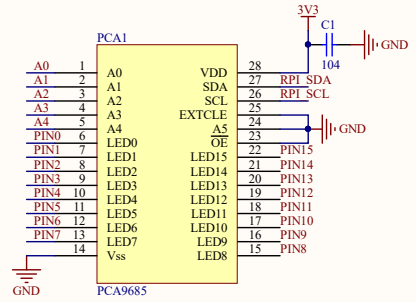 3V3
PCA1
C1
GND
104
A0 1 A0 VDD 28
A1 2 A1 SDA 27 RPI_SDA
A2 3 A2 SCL 26 RPI_SCL
A3 4 A3 EXTCLE 25
A4 5 A4 A5 24 GND
PIN0 6 LED0 OE 23
PIN1 7 LED1 LED15 22 PIN15
PIN2 8 LED2 LED14 21 PIN14
PIN3 9 LED3 LED13 20 PIN13
PIN4 10 LED4 LED12 19 PIN12
PIN5 11 LED5 LED11 18 PIN11
PIN6 12 LED6 LED10 17 PIN10
PIN7 13 LED7 LED9 16 PIN9
14 Vss LED8 15 PIN8
GND
PCA9685